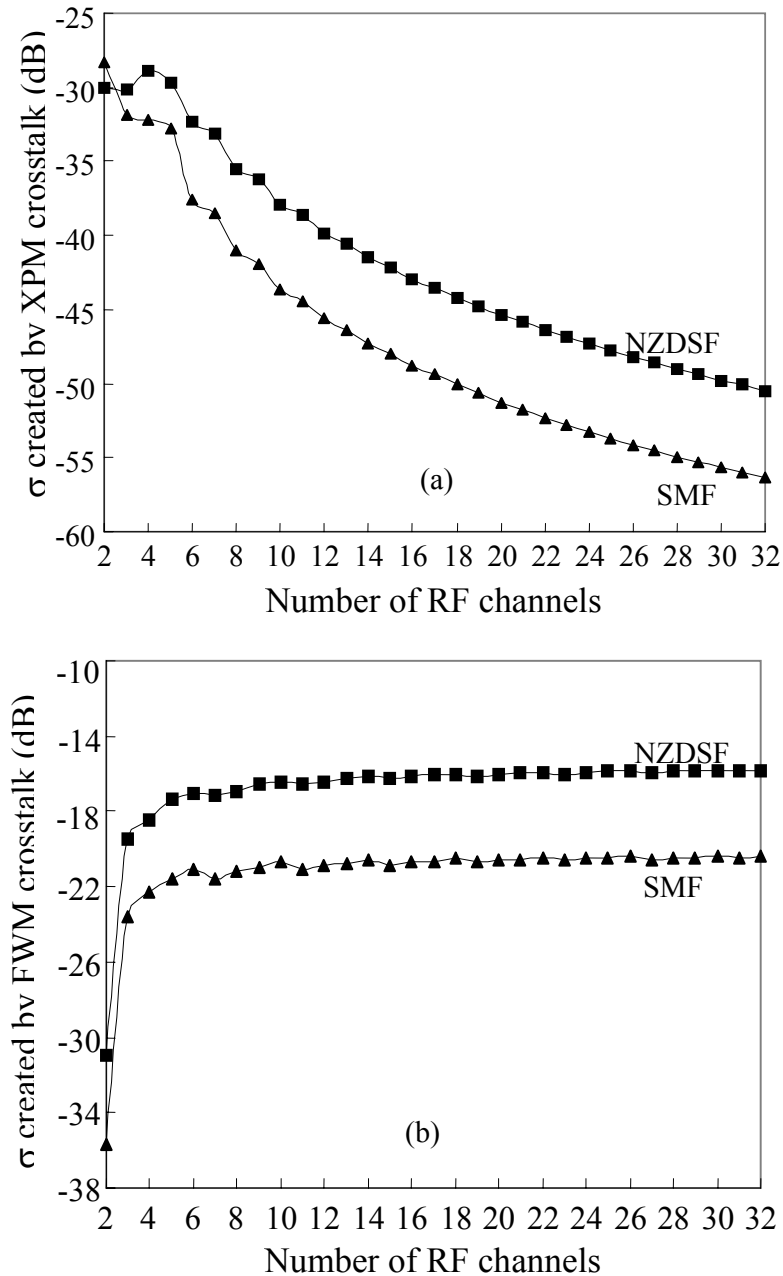 -25
-30
-35
-40
-45
-50
-55
-60
σ created by XPM crosstalk (dB)
NZDSF
SMF
(a)
2 4 6 8 10 12 14 16 18 20 22 24 26 28 30 32
Number of RF channels
-10
-14
-18
-22
-26
-30
-34
-38
σ created by FWM crosstalk (dB)
NZDSF
SMF
(b)
2 4 6 8 10 12 14 16 18 20 22 24 26 28 30 32
Number of RF channels